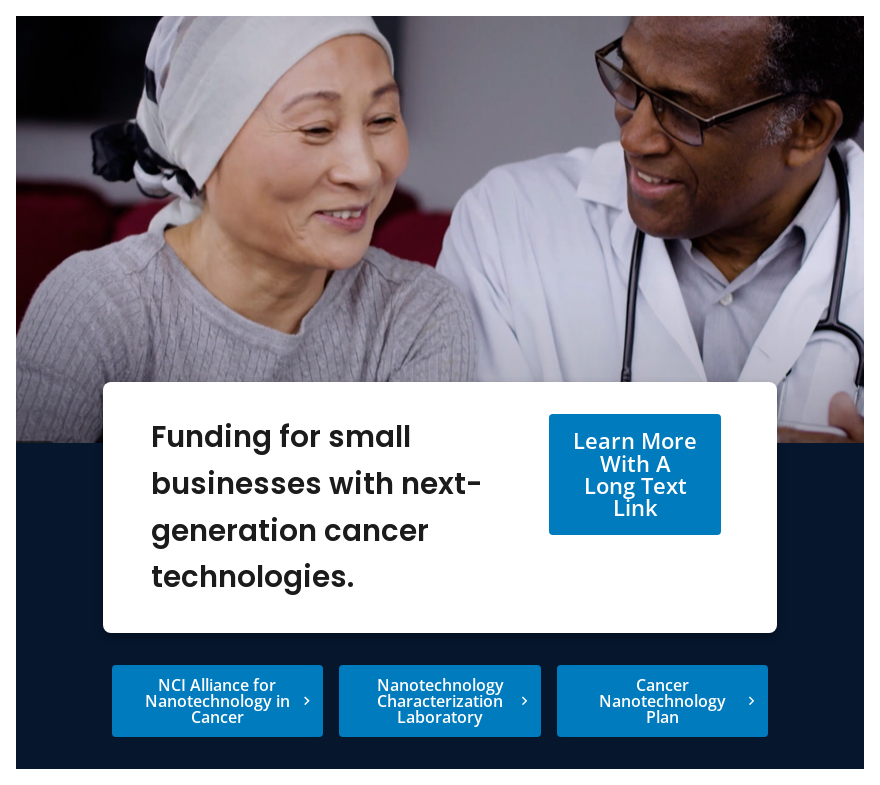 Funding for small
businesses with next-
generation cancer
technologies.
Learn More
With A
Long Text
Link
NCI Alliance for
Nanotechnology in
Cancer
Nanotechnology
Characterization
Laboratory
Cancer
Nanotechnology
Plan